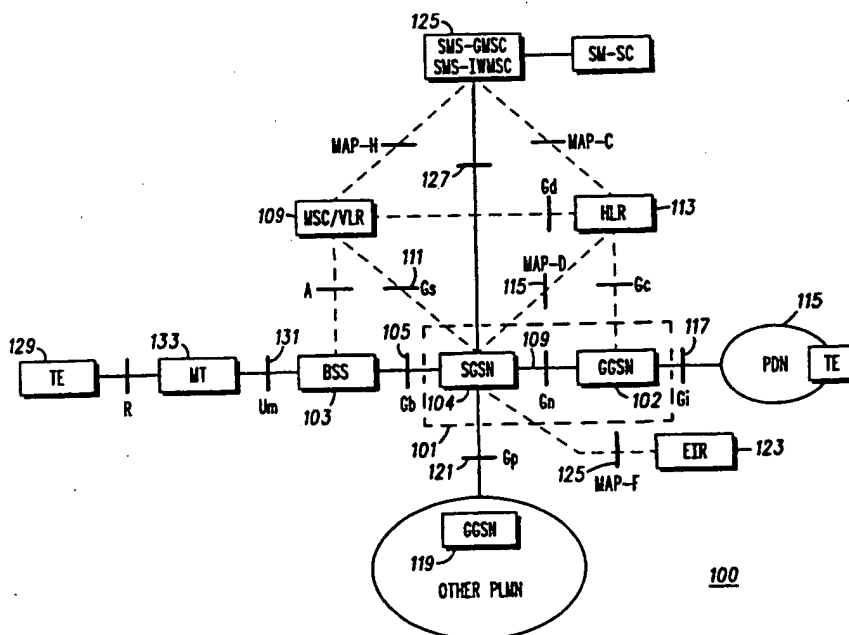 125
SMS-GMSC
SMS-IWMSC
SM-SC
MAP-H
MAP-C
127
Gd
109
MSC/VLR
HLR
113
111
MAP-D
A
Gs
115
Gc
115
129
133
131
105
109
117
TE
MT
BSS
SGSN
GGSN
PDN
TE
R
Um
103
Gb
104
Gn
102
Gi
101
121
Gp
125
EIR
123
MAP-F
GGSN
119
OTHER PLMN
100